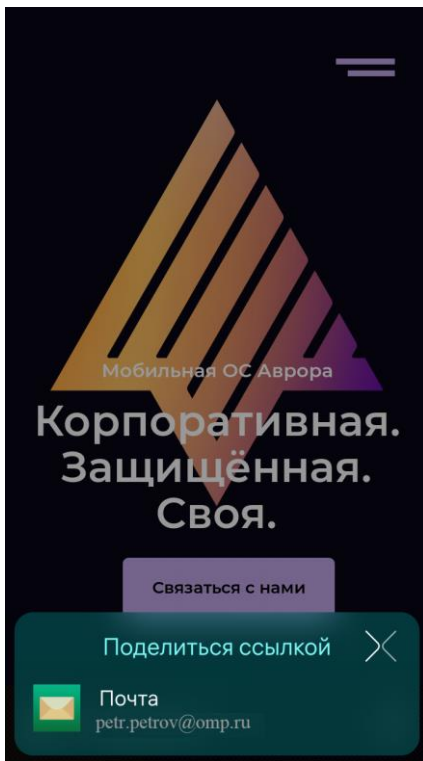 Мобильная ОС Аврора
Корпоративная.
Защищённая.
Своя.
Связаться с нами
Поделиться ссылкой
Почта
petr.petrov@omp.ru